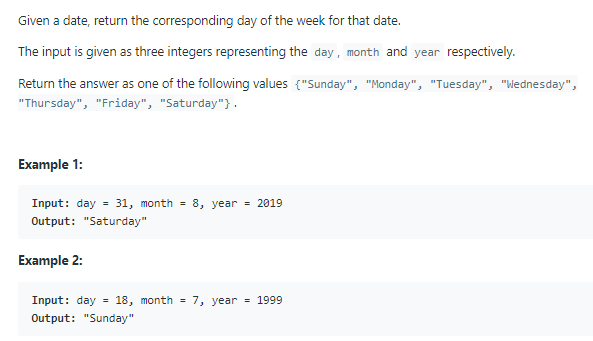 Given a date, return the corresponding day of the week for that date.
The input is given as three integers representing the day, month and year respectively.
Return the answer as one of the following values {"Sunday", "Monday", "Tuesday", "Wednesday",
"Thursday", "Friday", "Saturday"}.
Example 1:
Input: day = 31, month = 8, year = 2019
Output: "Saturday"
Example 2:
Input: day = 18, month = 7, year = 1999
Output: "Sunday"